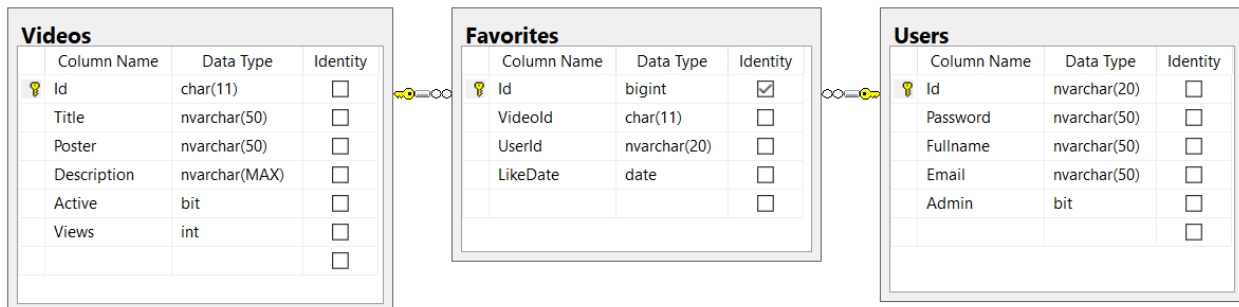 Videos
Column Name Data Type Identity
Id char(11)
Title nvarchar(50)
Poster nvarchar(50)
Description nvarchar(MAX)
Active bit
Views int
Favorites
Column Name Data Type Identity
Id bigint
VideoId char(11)
UserId nvarchar(20)
LikeDate date
Users
Column Name Data Type Identity
Id nvarchar(20)
Password nvarchar(50)
Fullname nvarchar(50)
Email nvarchar(50)
Admin bit